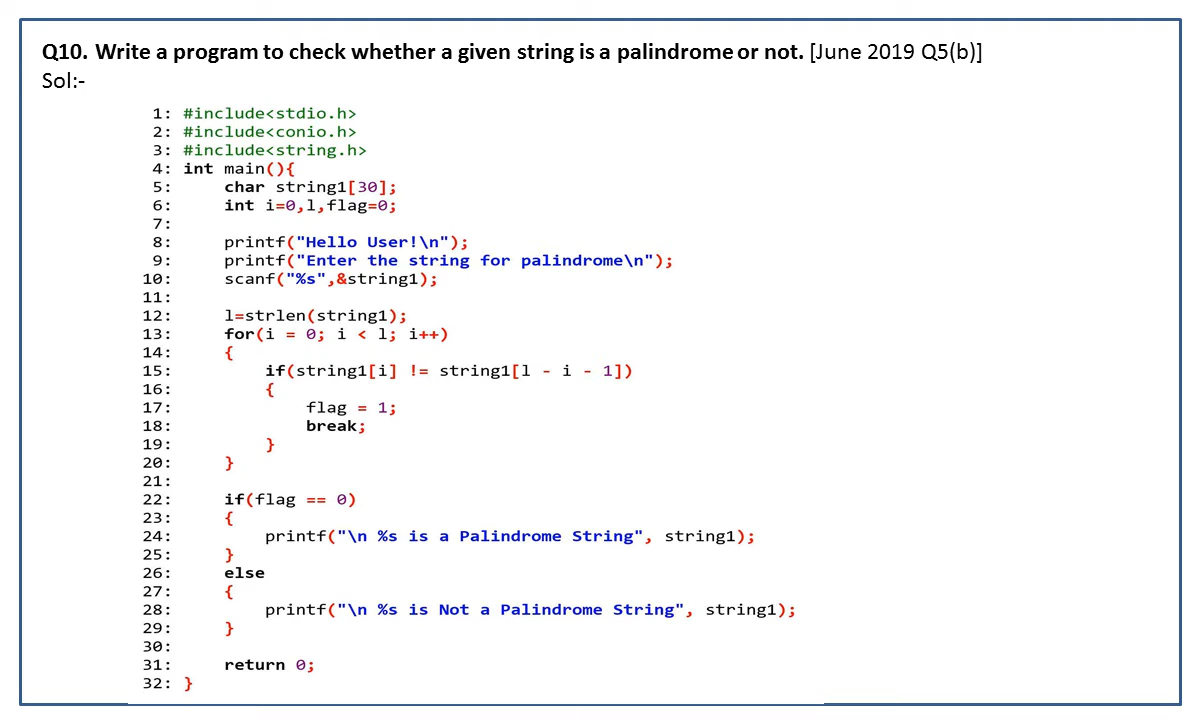 Q10. Write a program to check whether a given string is a palindrome or not. [June 2019 Q5(b)]
Sol:-
1: #include<stdio.h>
2: #include<conio.h>
3: #include<string.h>
4: int main(){
5:     char string1[30];
6:     int i=0,l,flag=0;
7:
8:     printf("Hello User!\n");
9:     printf("Enter the string for palindrome\n");
10:     scanf("%s",&string1);
11:
12:     l=strlen(string1);
13:     for(i = 0; i < l; i++)
14:     {
15:         if(string1[i] != string1[l - i - 1])
16:         {
17:             flag = 1;
18:             break;
19:         }
20:     }
21:
22:     if(flag == 0)
23:     {
24:         printf("\n %s is a Palindrome String", string1);
25:     }
26:     else
27:     {
28:         printf("\n %s is Not a Palindrome String", string1);
29:     }
30:
31:     return 0;
32: }